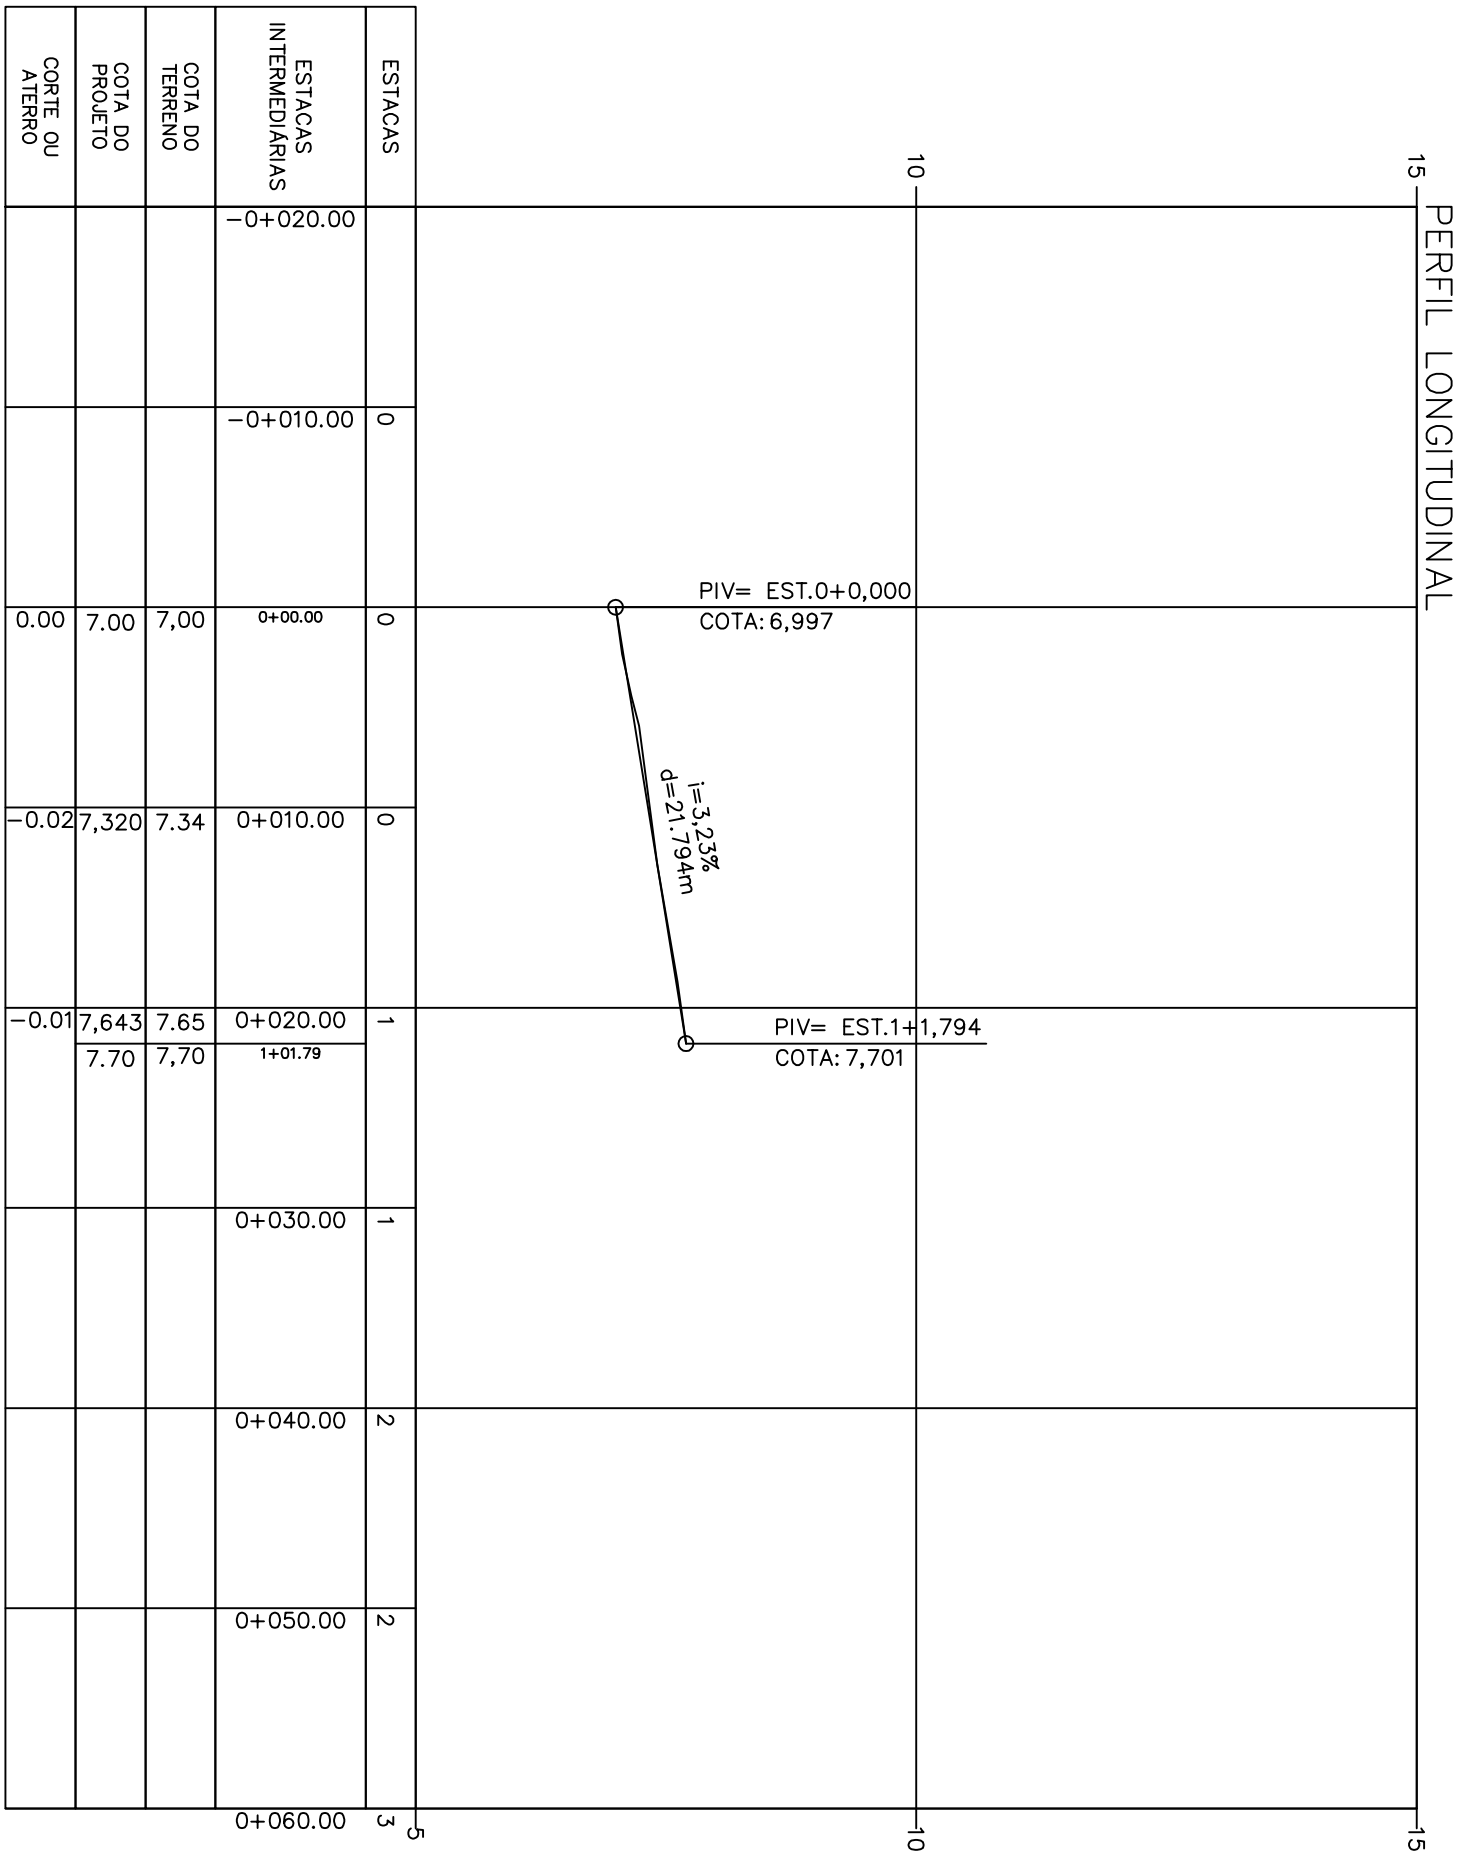 PERFIL LONGITUDINAL
15
10
15
10
5
PIV= EST.0+0,000
COTA: 6,997
i=3,23%
d=21.794m
PIV= EST.1+1,794
COTA: 7,701
ESTACAS
0
0
0
1
1
2
2
3
ESTACAS
INTERMEDIÁRIAS
-0+020.00
-0+010.00
0+00.00
0+010.00
0+020.00
1+01.79
0+030.00
0+040.00
0+050.00
0+060.00
COTA DO
TERRENO
7,00
7.34
7.65
7,70
COTA DO
PROJETO
7.00
7,320
7,643
7.70
CORTE OU
ATERRO
0.00
-0.02
-0.01